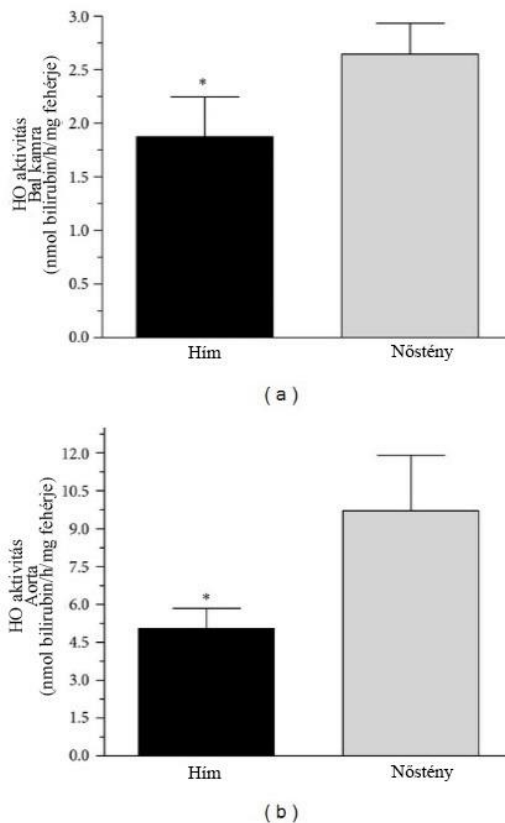 HO aktivitás
Bal kamra
(nmol bilirubin/h/mg fehérje)
3.0
2.5
2.0
1.5
1.0
0.5
0.0
*
Hím
Nőstény
( a )
HO aktivitás
Aorta
(nmol bilirubin/h/mg fehérje)
12.0
10.5
9.0
7.5
6.0
4.5
3.0
1.5
0.0
*
Hím
Nőstény
( b )